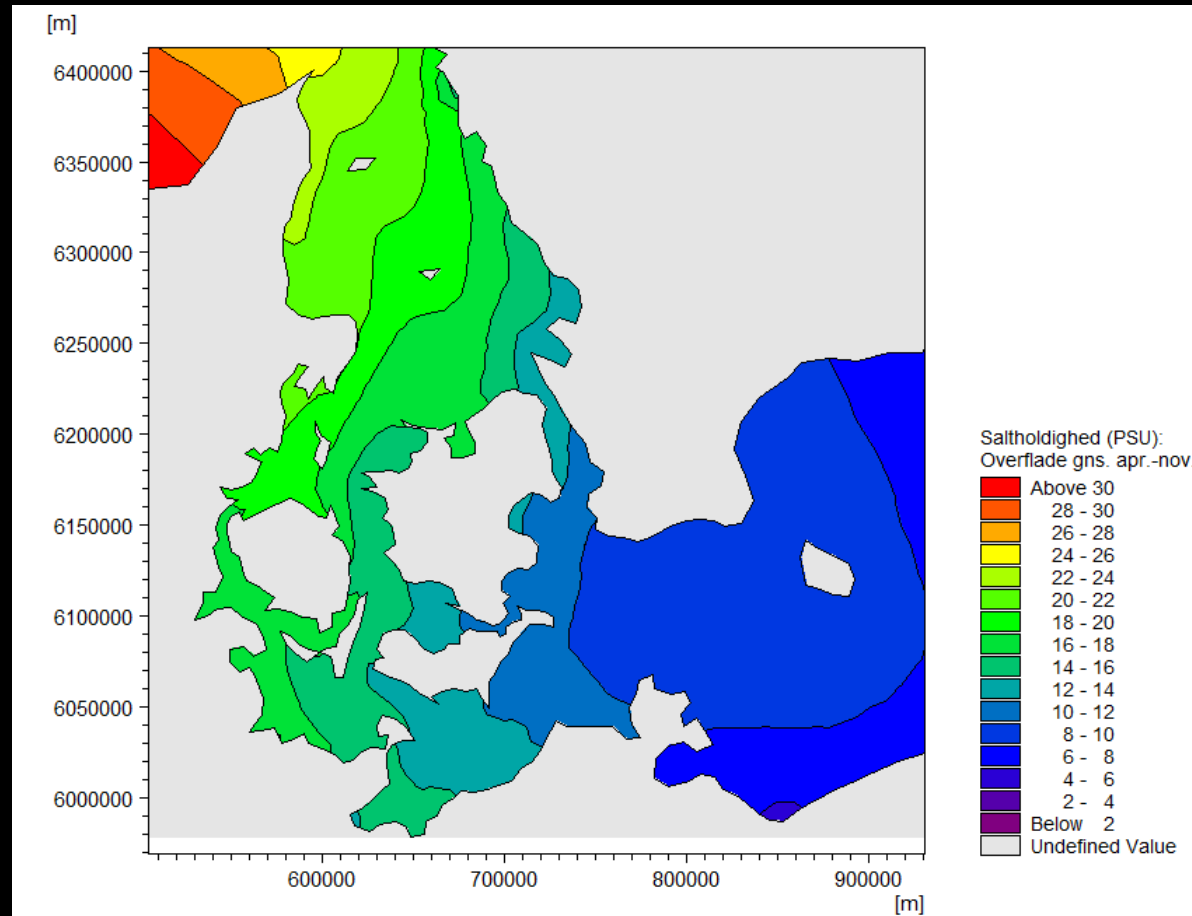 [m]
6400000
6350000
6300000
6250000
6200000
6150000
6100000
6050000
6000000
600000 700000 800000 900000
[m]
Saltholdighed (PSU):
Overflade gns. apr.-nov
Above 30
28 - 30
26 - 28
24 - 26
22 - 24
20 - 22
18 - 20
16 - 18
14 - 16
12 - 14
10 - 12
8 - 10
6 - 8
4 - 6
2 - 4
Below 2
Undefined Value